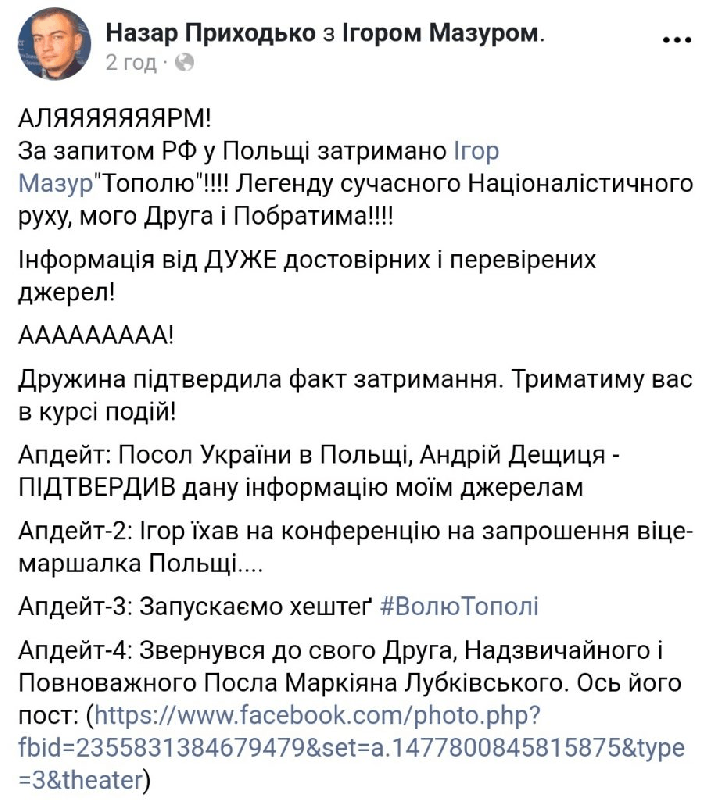 Назар Приходько з Ігором Мазуром.
2 год ·
АЛЯЯЯЯЯЯЯРМ!
За запитом РФ у Польщі затримано Ігор
Мазур"Тополю"!!!! Легенду сучасного Націоналістичного
руху, мого Друга і Побратима!!!!
Інформація від ДУЖЕ достовірних і перевірених
джерел!
ААААААААА!
Дружина підтвердила факт затримання. Триматиму вас
в курсі подій!
Апдейт: Посол України в Польщі, Андрій Дещиця -
ПІДТВЕРДИВ дану інформацію моїм джерелам
Апдейт-2: Ігор їхав на конференцію на запрошення віце-
маршалка Польщі....
Апдейт-3: Запускаємо хештеґ #ВолюТополі
Апдейт-4: Звернувся до свого Друга, Надзвичайного і
Повноважного Посла Маркіяна Лубківського. Ось його
пост: (https://www.facebook.com/photo.php?
fbid=2355831384679479&set=a.1477800845815875&type
=3&theater)